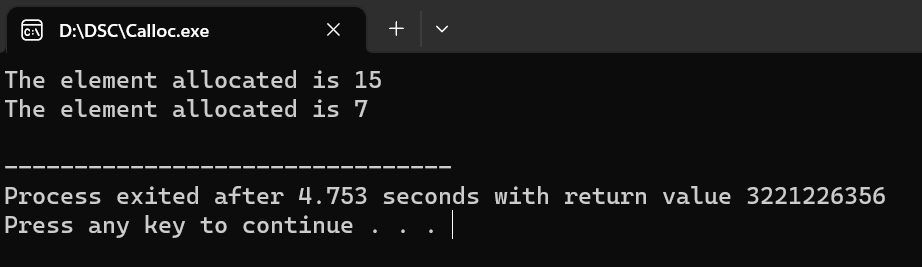 D:\DSC\Calloc.exe
The element allocated is 15
The element allocated is 7
--------------------------------
Process exited after 4.753 seconds with return value 3221226356
Press any key to continue . . .